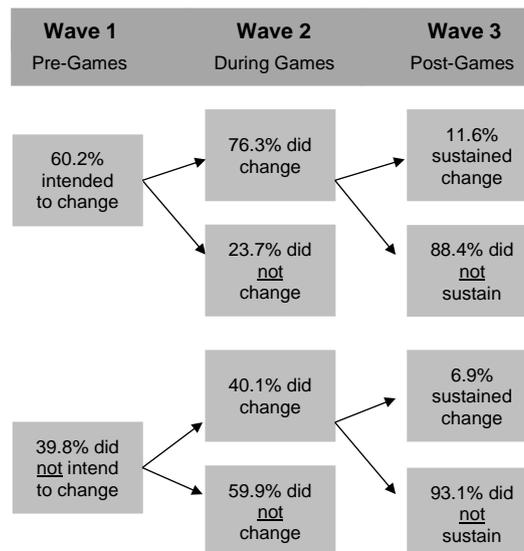 Wave 1
Pre-Games
Wave 2
During Games
Wave 3
Post-Games
60.2%
intended
to change
76.3% did
change
23.7% did
not
change
11.6%
sustained
change
88.4% did
not
sustain
39.8% did
not intend
to change
40.1% did
change
59.9% did
not
change
6.9%
sustained
change
93.1% did
not
sustain